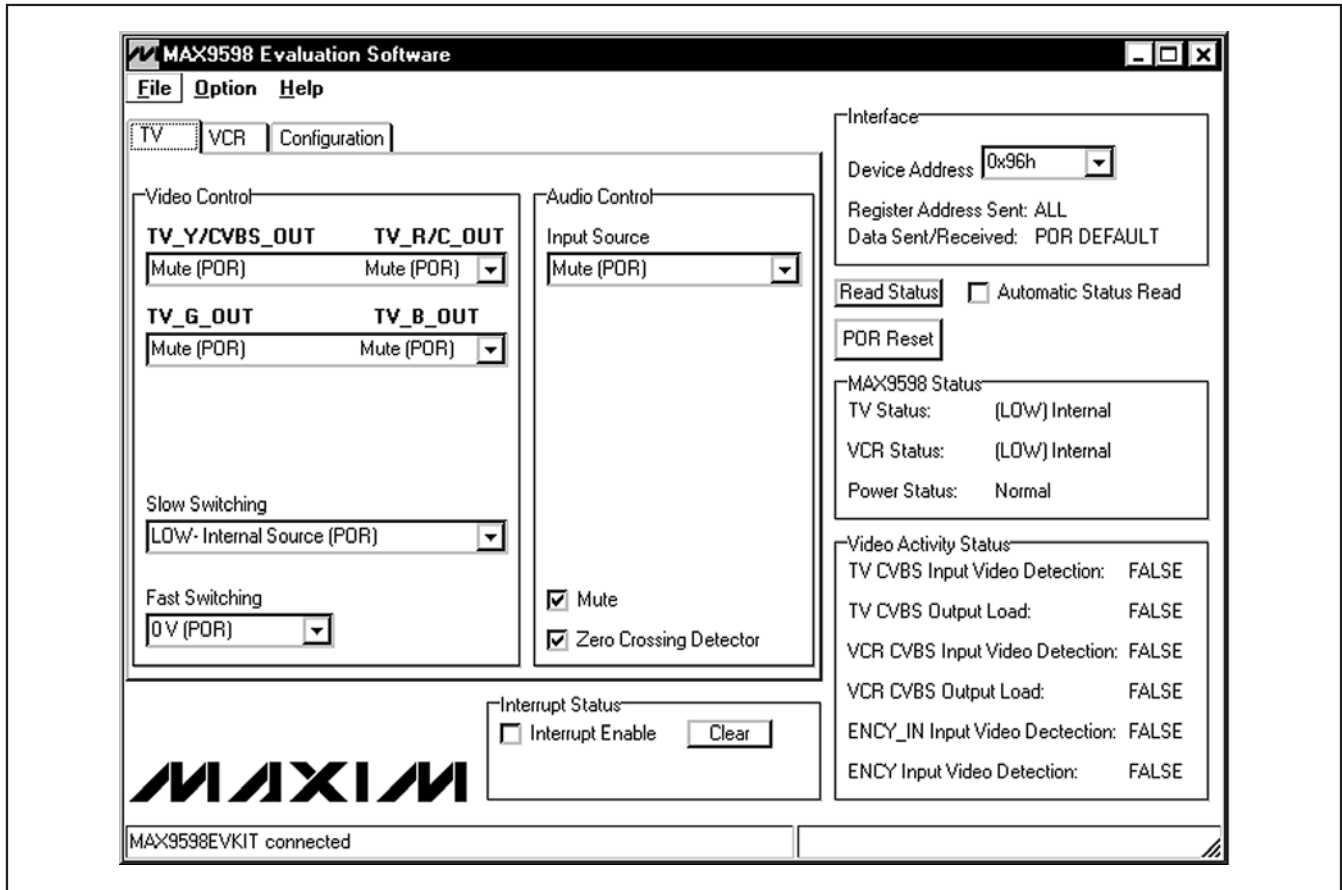 MAX9598 Evaluation Software
File Option Help
TV VCR Configuration
Video Control
TV_Y/CVBS_OUT TV_R/C_OUT
Mute (POR) Mute (POR)
TV_G_OUT TV_B_OUT
Mute (POR) Mute (POR)
Slow Switching
LOW- Internal Source (POR)
Fast Switching
0 V (POR)
Audio Control
Input Source
Mute (POR)
Mute
Zero Crossing Detector
Interface
Device Address 0x96h
Register Address Sent: ALL
Data Sent/Received: POR DEFAULT
Read Status Automatic Status Read
POR Reset
MAX9598 Status
TV Status: (LOW) Internal
VCR Status: (LOW) Internal
Power Status: Normal
Video Activity Status
TV CVBS Input Video Detection: FALSE
TV CVBS Output Load: FALSE
VCR CVBS Input Video Detection: FALSE
VCR CVBS Output Load: FALSE
ENCY_IN Input Video Dectection: FALSE
ENCY Input Video Detection: FALSE
Interrupt Status
Interrupt Enable Clear
MAXIM
MAX9598EVKIT connected